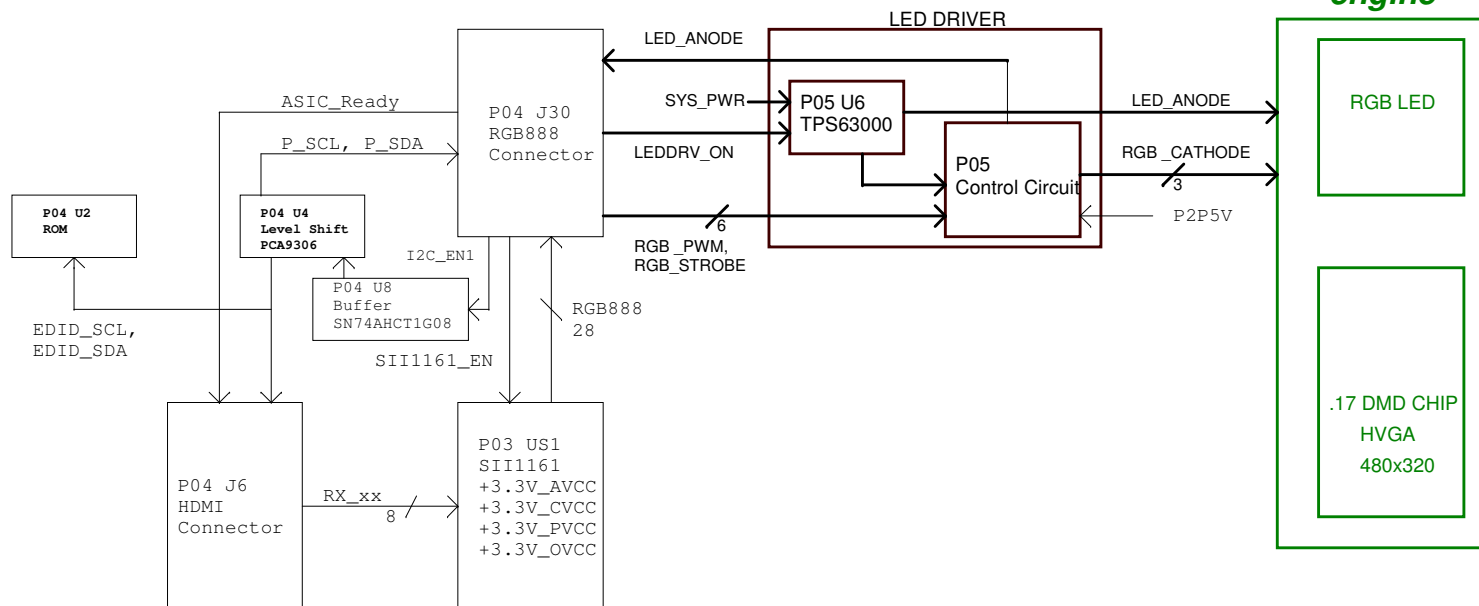 engine
LED DRIVER
LED_ANODE
ASIC_Ready
P04 J30
RGB888
Connector
SYS_PWR
P05 U6
TPS63000
LED_ANODE
RGB LED
P_SCL, P_SDA
LEDDRV_ON
P05
Control Circuit
RGB _CATHODE
3
P04 U2
ROM
P04 U4
Level Shift
PCA9306
6
P2P5V
RGB _PWM,
RGB_STROBE
I2C_EN1
P04 U8
Buffer
SN74AHCT1G08
RGB888
28
EDID_SCL,
EDID_SDA
SII1161_EN
.17 DMD CHIP
HVGA
480x320
P04 J6
HDMI
Connector
RX_xx
8
P03 US1
SII1161
+3.3V_AVCC
+3.3V_CVCC
+3.3V_PVCC
+3.3V_OVCC